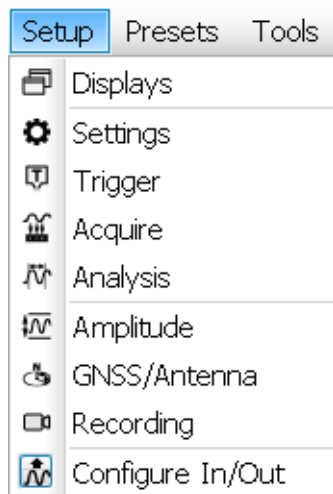 Setup Presets Tools
Displays
Settings
Trigger
Acquire
Analysis
Amplitude
GNSS/Antenna
Recording
Configure In/Out